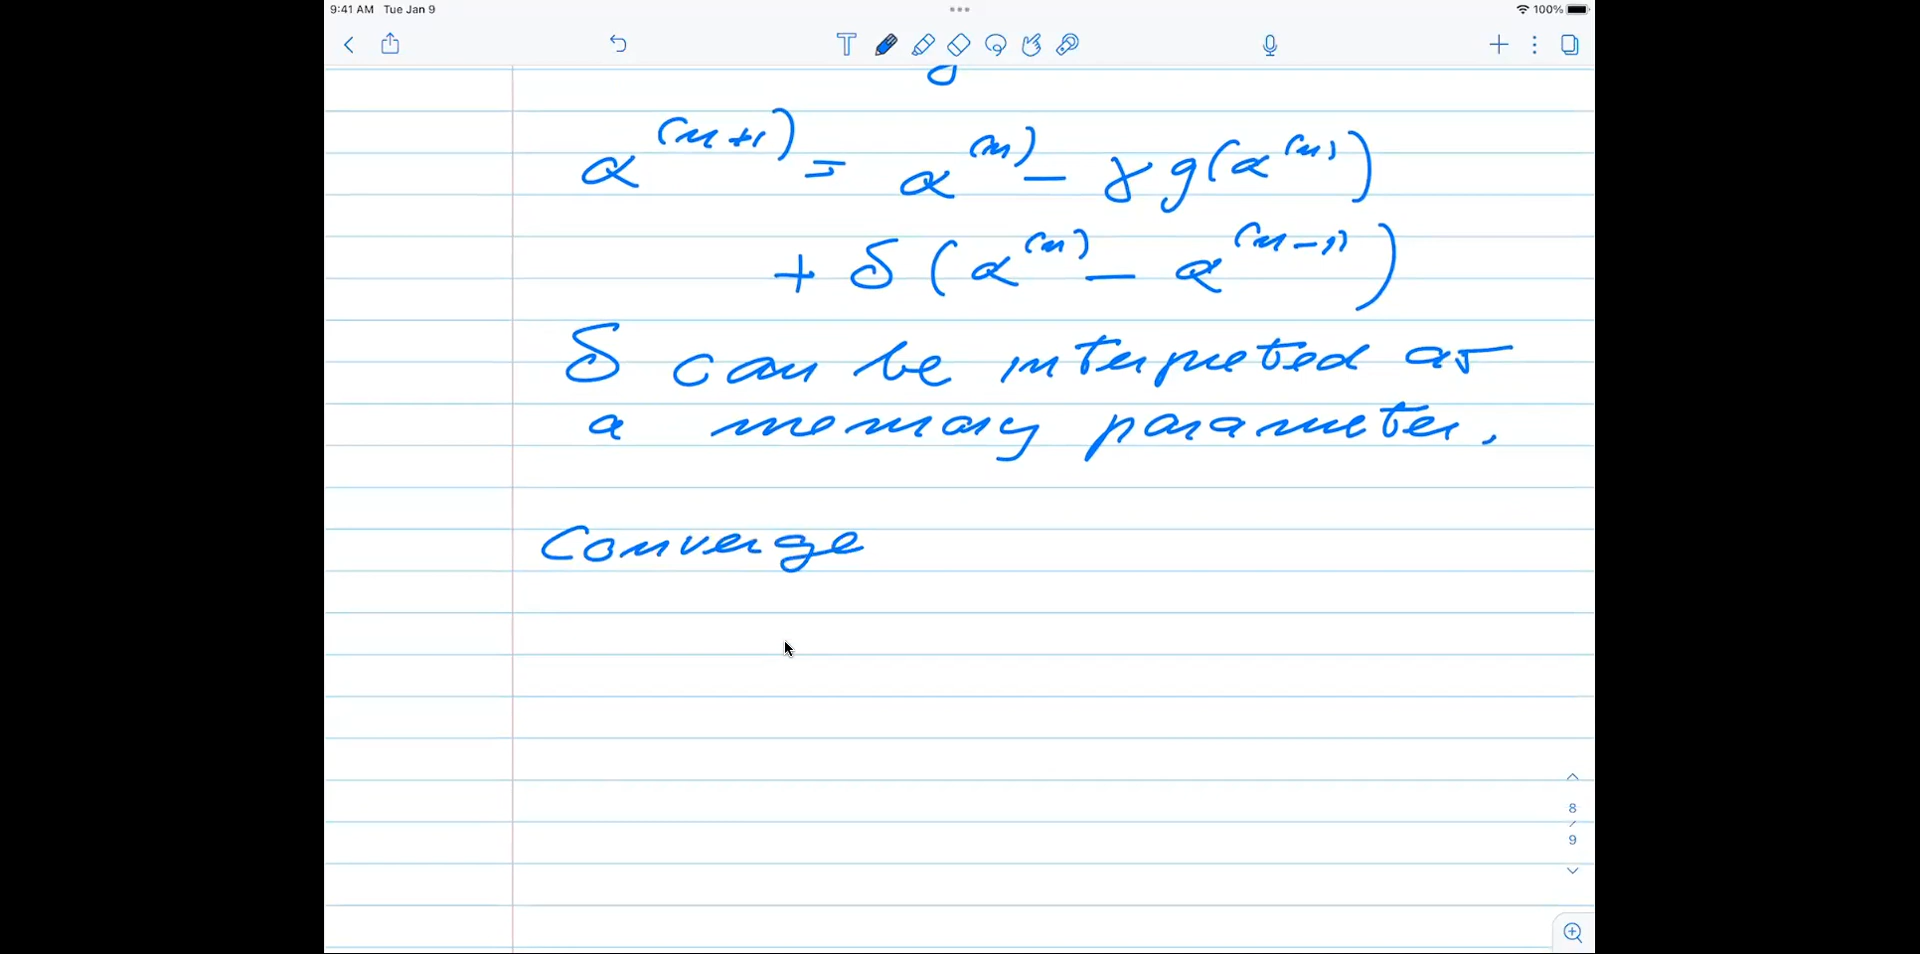 9:41 AM Tue Jan 9
100%
α^(n+1) = α^(n) − γ g(α^(n))
+ δ (α^(n) − α^(n−1))
δ can be interpreted as
a memory parameter.
Converge
8
9